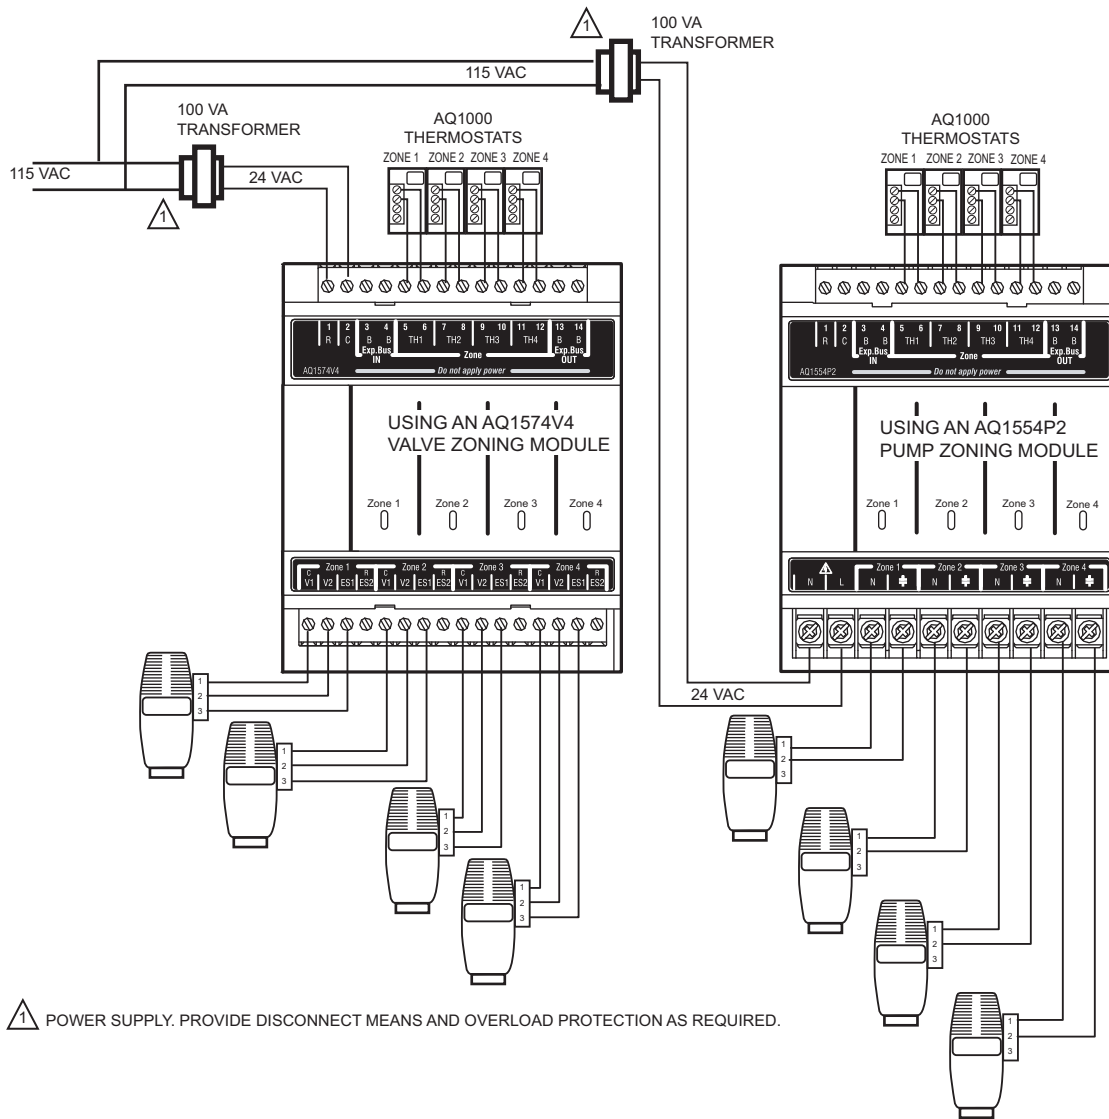 1
100 VA
TRANSFORMER
115 VAC
100 VA
TRANSFORMER
115 VAC
24 VAC
1
AQ1000
THERMOSTATS
ZONE 1 ZONE 2 ZONE 3 ZONE 4
AQ1000
THERMOSTATS
ZONE 1 ZONE 2 ZONE 3 ZONE 4
1 2 3 4 5 6 7 8 9 10 11 12 13 14
R C B B TH1 TH2 TH3 TH4 B B
Exp.Bus IN Zone Exp.Bus OUT
AQ1574V4 Do not apply power
USING AN AQ1574V4
VALVE ZONING MODULE
Zone 1 Zone 2 Zone 3 Zone 4
Zone 1 Zone 2 Zone 3 Zone 4
C R C R C R C R
V1 V2 ES1 ES2 V1 V2 ES1 ES2 V1 V2 ES1 ES2 V1 V2 ES1 ES2
1
2
3
1
2
3
1
2
3
1
2
3
1 2 3 4 5 6 7 8 9 10 11 12 13 14
R C B B TH1 TH2 TH3 TH4 B B
Exp.Bus IN Zone Exp.Bus OUT
AQ1554P2 Do not apply power
USING AN AQ1554P2
PUMP ZONING MODULE
Zone 1 Zone 2 Zone 3 Zone 4
Zone 1 Zone 2 Zone 3 Zone 4
N L N N N N
24 VAC
1
2
3
1
2
3
1
2
3
1
2
3
1 POWER SUPPLY. PROVIDE DISCONNECT MEANS AND OVERLOAD PROTECTION AS REQUIRED.